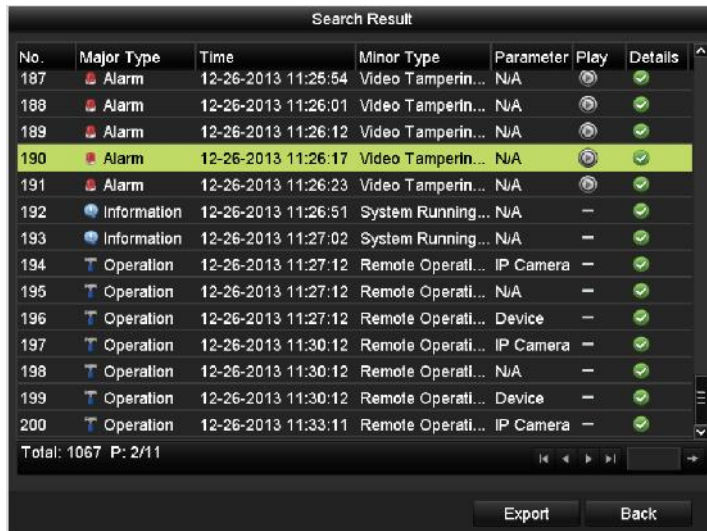 Search Result
No. Major Type Time Minor Type Parameter Play Details
187 Alarm 12-26-2013 11:25:54 Video Tamperin... N/A
188 Alarm 12-26-2013 11:26:01 Video Tamperin... N/A
189 Alarm 12-26-2013 11:26:12 Video Tamperin... N/A
190 Alarm 12-26-2013 11:26:17 Video Tamperin... N/A
191 Alarm 12-26-2013 11:26:23 Video Tamperin... N/A
192 Information 12-26-2013 11:26:51 System Running... N/A –
193 Information 12-26-2013 11:27:02 System Running... N/A –
194 Operation 12-26-2013 11:27:12 Remote Operati... IP Camera –
195 Operation 12-26-2013 11:27:12 Remote Operati... N/A –
196 Operation 12-26-2013 11:27:12 Remote Operati... Device –
197 Operation 12-26-2013 11:30:12 Remote Operati... IP Camera –
198 Operation 12-26-2013 11:30:12 Remote Operati... N/A –
199 Operation 12-26-2013 11:30:12 Remote Operati... Device –
200 Operation 12-26-2013 11:33:11 Remote Operati... IP Camera –
Total: 1067 P: 2/11
Export Back